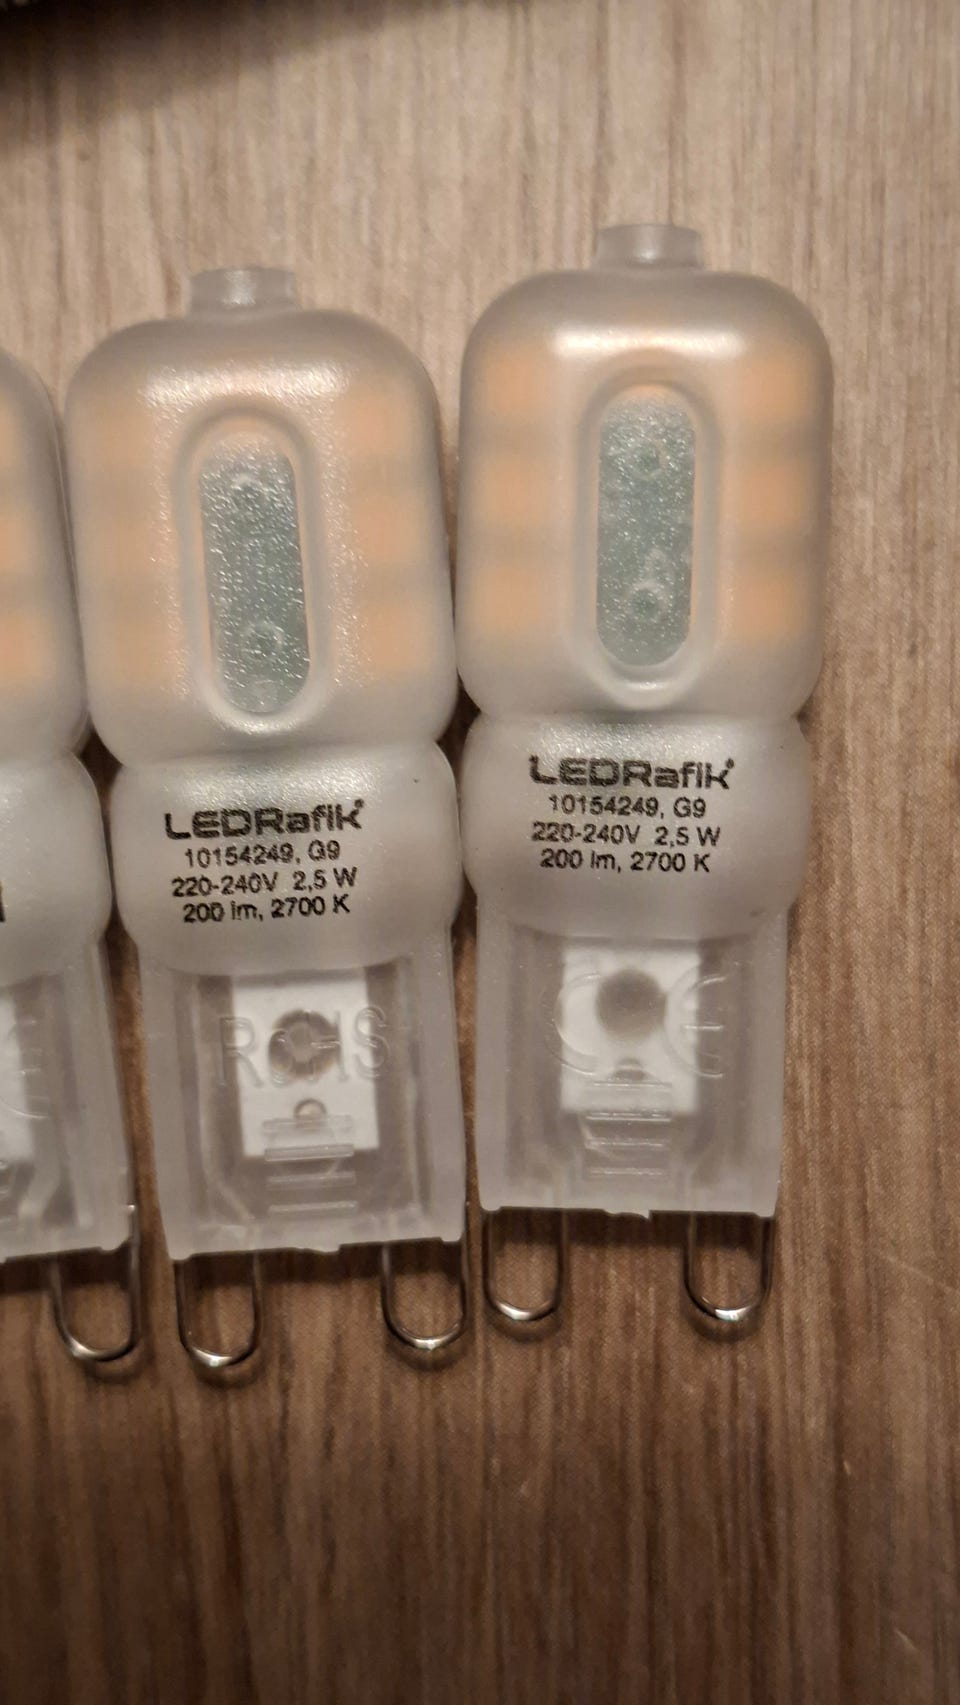 LEDRafik
10154249, G9
220-240V 2,5 W
200 lm, 2700 K
RoHS
LEDRafik
10154249, G9
220-240V 2,5 W
200 lm, 2700 K
CE